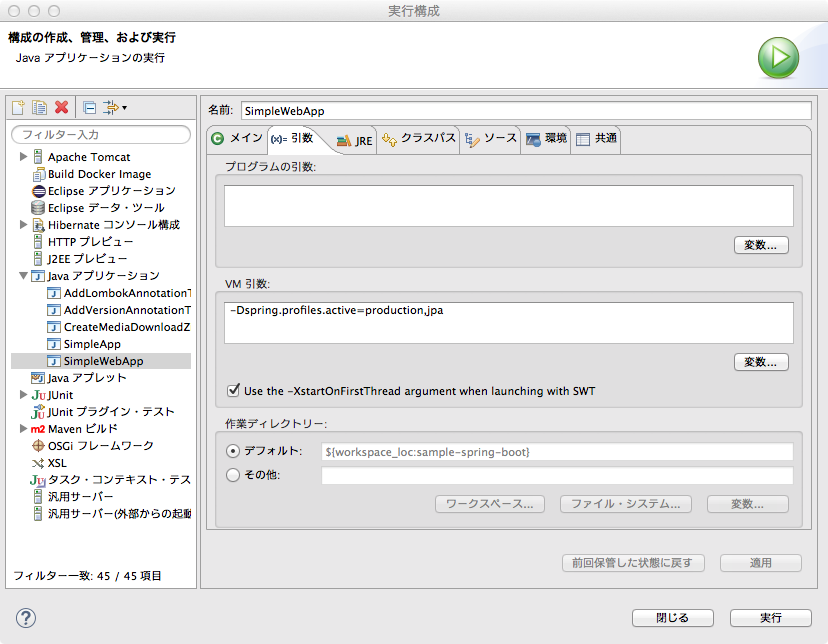 実行構成
構成の作成、管理、および実行
Java アプリケーションの実行
フィルター入力
Apache Tomcat
Build Docker Image
Eclipse アプリケーション
Eclipse データ・ツール
Hibernate コンソール構成
HTTP プレビュー
J2EE プレビュー
Java アプリケーション
AddLombokAnnotationT
AddVersionAnnotationT
CreateMediaDownloadZ
SimpleApp
SimpleWebApp
Java アプレット
JUnit
JUnit プラグイン・テスト
Maven ビルド
OSGi フレームワーク
XSL
タスク・コンテキスト・テス
汎用サーバー
汎用サーバー(外部からの起動
フィルター一致: 45 / 45 項目
名前: SimpleWebApp
メイン (x)= 引数 JRE クラスパス ソース 環境 共通
プログラムの引数:
変数...
VM 引数:
-Dspring.profiles.active=production,jpa
変数...
Use the -XstartOnFirstThread argument when launching with SWT
作業ディレクトリー:
デフォルト: ${workspace_loc:sample-spring-boot}
その他:
ワークスペース... ファイル・システム... 変数...
前回保管した状態に戻す 適用
? 閉じる 実行